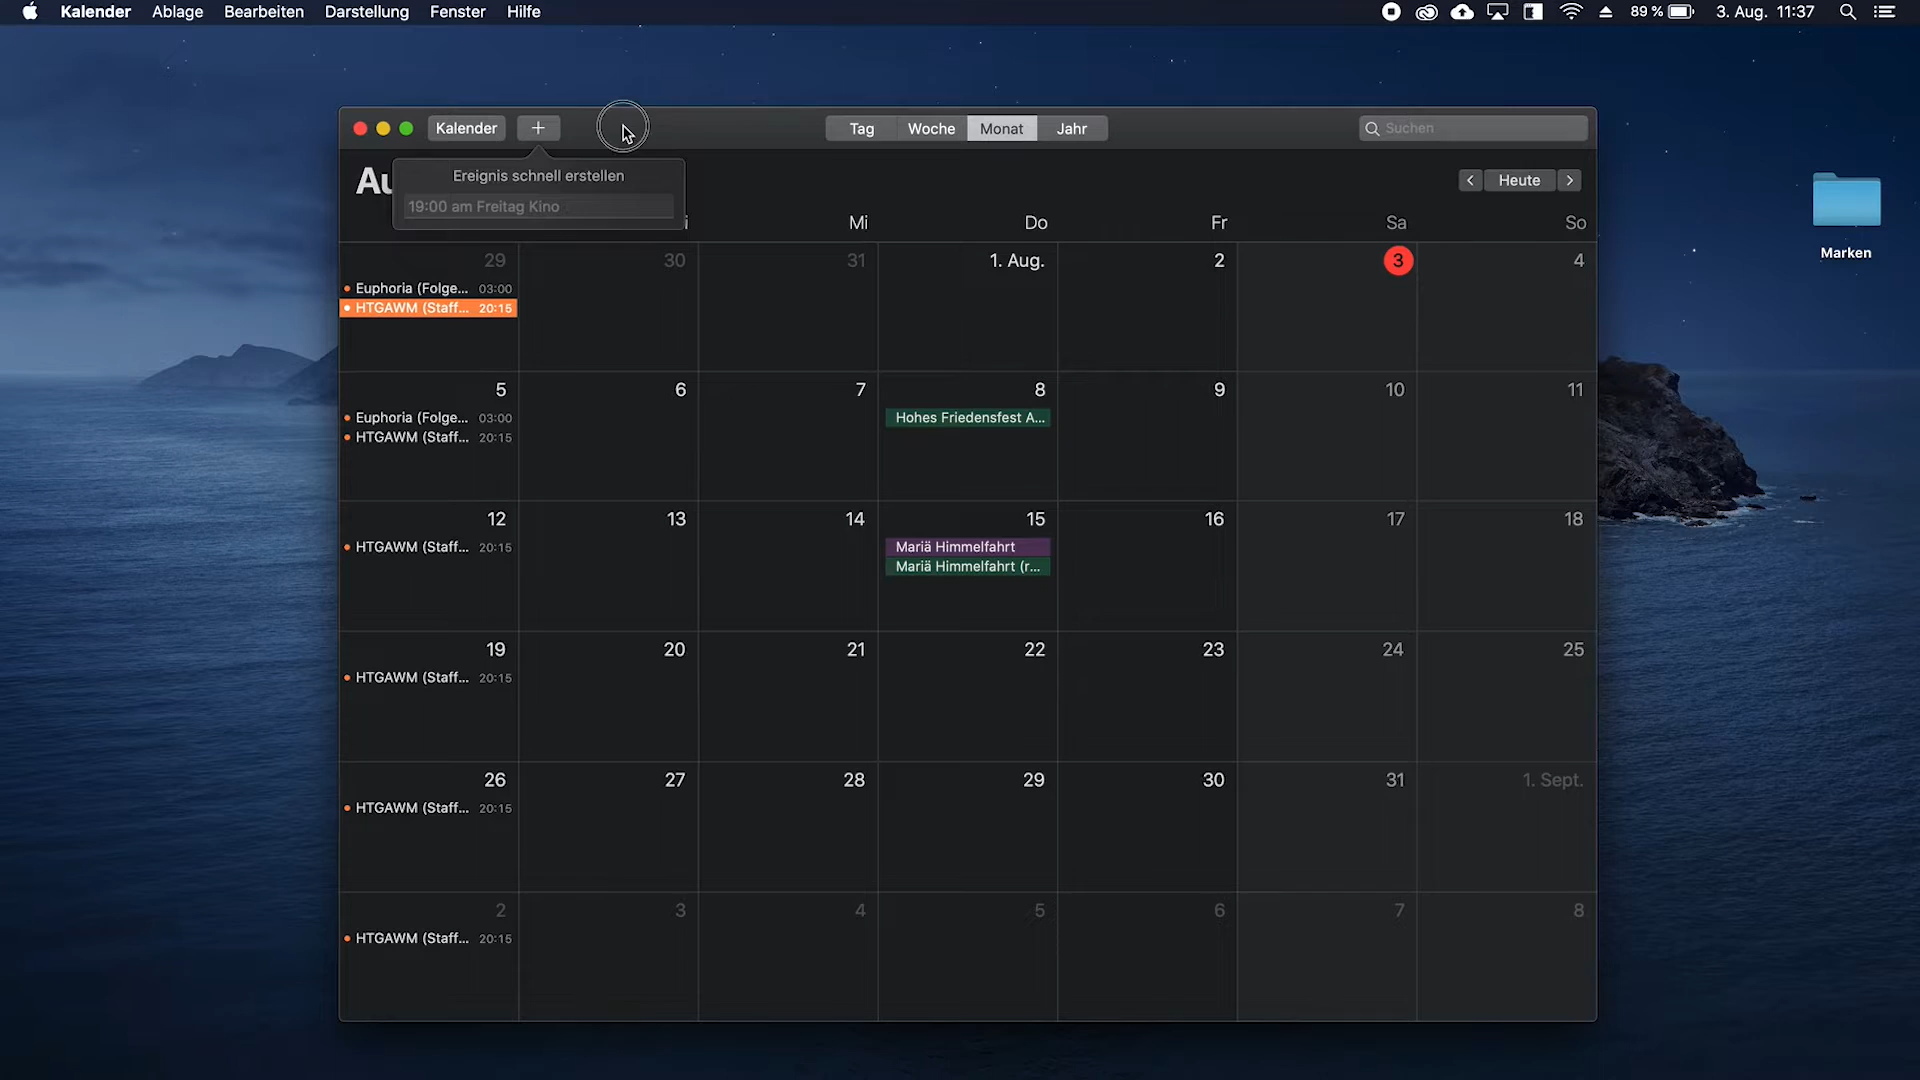 Kalender Ablage Bearbeiten Darstellung Fenster Hilfe
89 % 3. Aug. 11:37
Kalender + Tag Woche Monat Jahr Suchen
Au
Ereignis schnell erstellen
19:00 am Freitag Kino
< Heute >
i Mi Do Fr Sa So
29 30 31 1. Aug. 2 3 4
Euphoria (Folge... 03:00
HTGAWM (Staff... 20:15
5 6 7 8 9 10 11
Euphoria (Folge... 03:00 Hohes Friedensfest A...
HTGAWM (Staff... 20:15
12 13 14 15 16 17 18
HTGAWM (Staff... 20:15 Mariä Himmelfahrt
Mariä Himmelfahrt (r...
19 20 21 22 23 24 25
HTGAWM (Staff... 20:15
26 27 28 29 30 31 1. Sept.
HTGAWM (Staff... 20:15
2 3 4 5 6 7 8
HTGAWM (Staff... 20:15
Marken